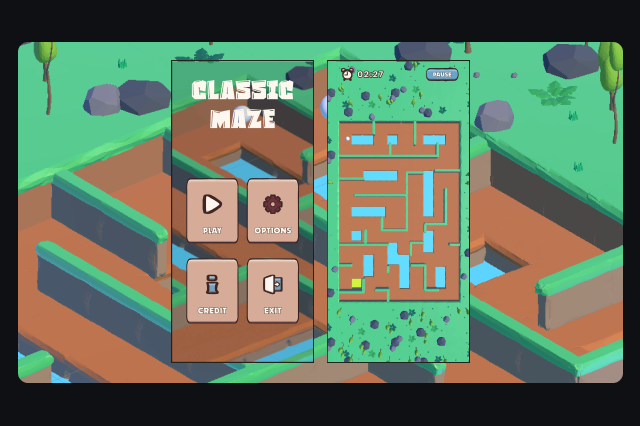 CLASSIC
MAZE
PLAY
OPTIONS
CREDIT
EXIT
02:27
PAUSE